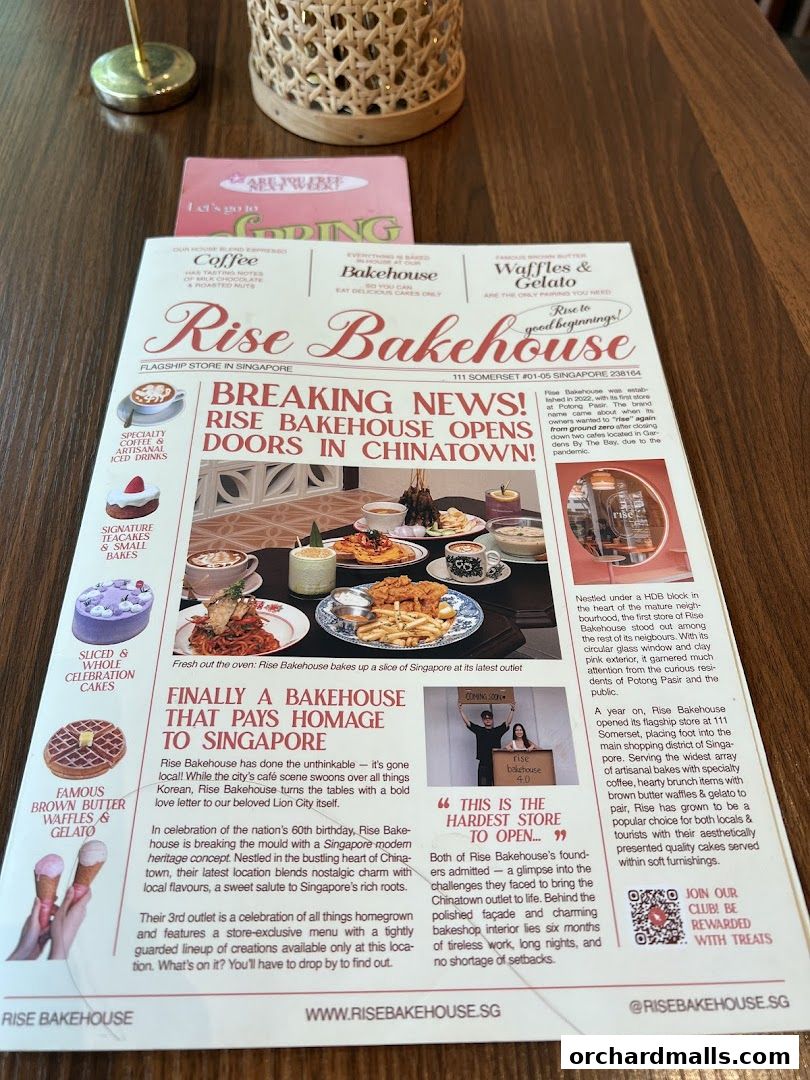 ARE YOU FREE
NEXT WEEK?
Let's go to
SPRING
OUR HOUSE BLEND ESPRESSO
Coffee
HAS TASTING NOTES
OF MILK CHOCOLATE
& ROASTED NUTS
EVERYTHING IS BAKED
IN-HOUSE AT OUR
Bakehouse
SO YOU CAN
EAT DELICIOUS CAKES ONLY
FAMOUS BROWN BUTTER
Waffles &
Gelato
ARE THE ONLY PAIRING YOU NEED
Rise Bakehouse
Rise to
good beginnings!
FLAGSHIP STORE IN SINGAPORE
111 SOMERSET #01-05 SINGAPORE 238164
SPECIALTY
COFFEE &
ARTISANAL
ICED DRINKS
SIGNATURE
TEACAKES
& SMALL
BAKES
SLICED &
WHOLE
CELEBRATION
CAKES
FAMOUS
BROWN BUTTER
WAFFLES &
GELATO
BREAKING NEWS!
RISE BAKEHOUSE OPENS
DOORS IN CHINATOWN!
Fresh out the oven: Rise Bakehouse bakes up a slice of Singapore at its latest outlet
FINALLY A BAKEHOUSE
THAT PAYS HOMAGE
TO SINGAPORE
Rise Bakehouse has done the unthinkable — it's gone
local! While the city's café scene swoons over all things
Korean, Rise Bakehouse turns the tables with a bold
love letter to our beloved Lion City itself.
In celebration of the nation's 60th birthday, Rise Bake-
house is breaking the mould with a Singapore modern
heritage concept. Nestled in the bustling heart of China-
town, their latest location blends nostalgic charm with
local flavours, a sweet salute to Singapore's rich roots.
Their 3rd outlet is a celebration of all things homegrown
and features a store-exclusive menu with a tightly
guarded lineup of creations available only at this loca-
tion. What's on it? You'll have to drop by to find out.
COMING SOON
rise
bakehouse
4.0
“ THIS IS THE
HARDEST STORE
TO OPEN... ”
Both of Rise Bakehouse's found-
ers admitted — a glimpse into the
challenges they faced to bring the
Chinatown outlet to life. Behind the
polished façade and charming
bakeshop interior lies six months
of tireless work, long nights, and
no shortage of setbacks.
Rise Bakehouse was estab-
lished in 2022, with its first store
at Potong Pasir. The brand
name came about when its
owners wanted to "rise" again
from ground zero after closing
down two cafes located in Gar-
dens By The Bay, due to the
pandemic.
rise
Nestled under a HDB block in
the heart of the mature neigh-
bourhood, the first store of Rise
Bakehouse stood out among
the rest of its neigbours. With its
circular glass window and clay
pink exterior, it garnered much
attention from the curious resi-
dents of Potong Pasir and the
public.
A year on, Rise Bakehouse
opened its flagship store at 111
Somerset, placing foot into the
main shopping district of Singa-
pore. Serving the widest array
of artisanal bakes with specialty
coffee, hearty brunch items with
brown butter waffles & gelato to
pair, Rise has grown to be a
popular choice for both locals &
tourists with their aesthetically
presented quality cakes served
within soft furnishings.
JOIN OUR
CLUB! BE
REWARDED
WITH TREATS
RISE BAKEHOUSE
WWW.RISEBAKEHOUSE.SG
@RISEBAKEHOUSE.SG
orchardmalls.com